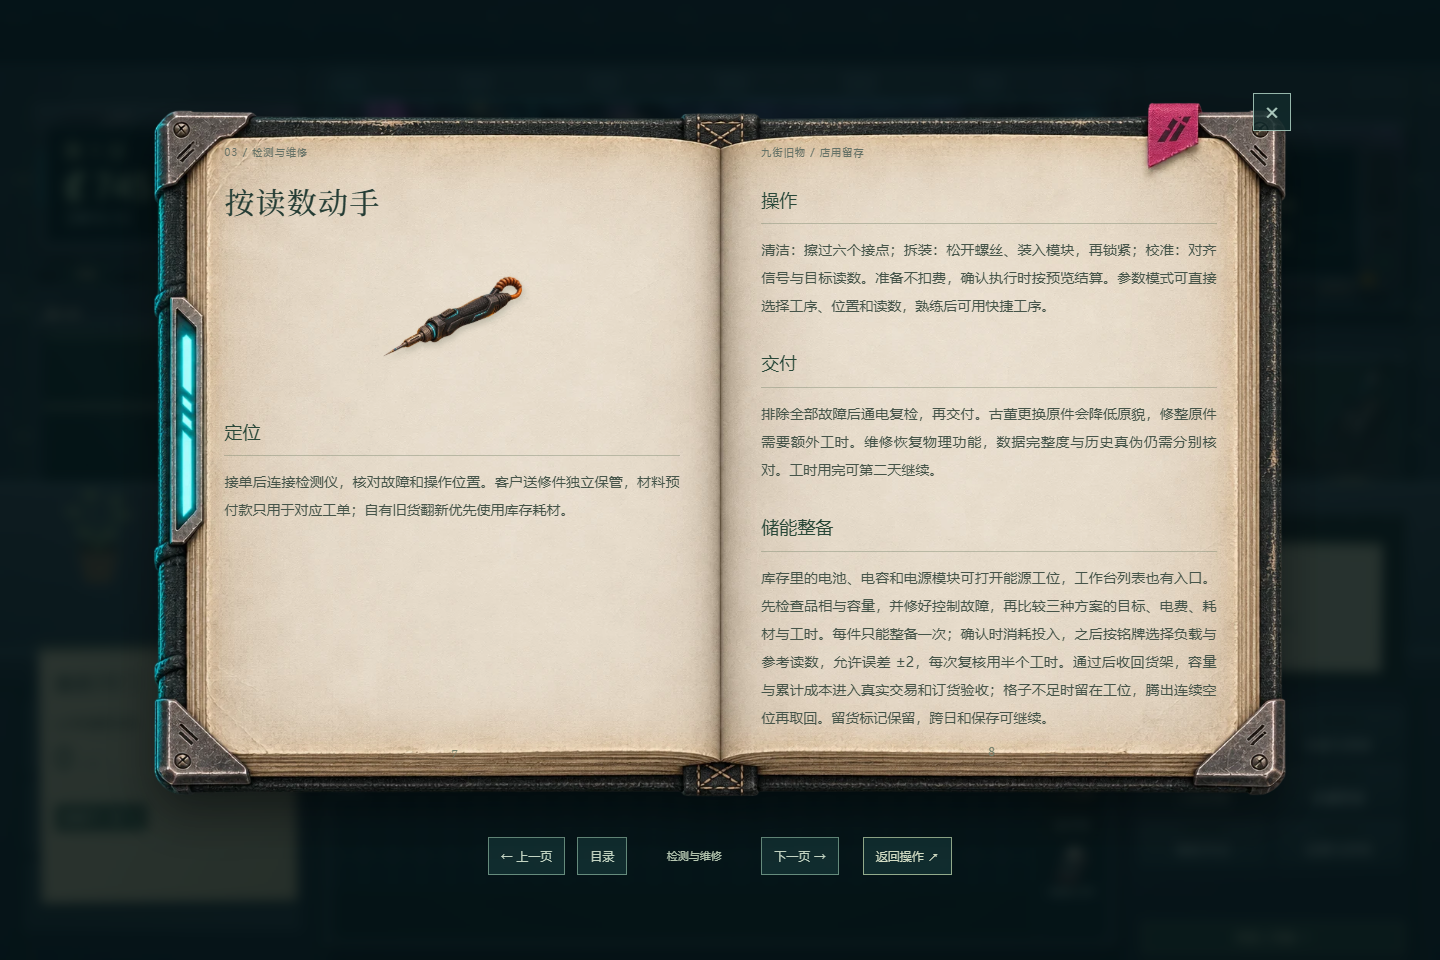 03 / 检测与维修
按读数动手
定位
接单后连接检测仪，核对故障和操作位置。客户送修件独立保管，材料预
付款只用于对应工单；自有旧货翻新优先使用库存耗材。
九街旧物 / 店用留存
操作
清洁：擦过六个接点；拆装：松开螺丝、装入模块，再锁紧；校准：对齐
信号与目标读数。准备不扣费，确认执行时按预览结算。参数模式可直接
选择工序、位置和读数，熟练后可用快捷工序。
交付
排除全部故障后通电复检，再交付。古董更换原件会降低原貌，修整原件
需要额外工时。维修恢复物理功能，数据完整度与历史真伪仍需分别核
对。工时用完可第二天继续。
储能整备
库存里的电池、电容和电源模块可打开能源工位，工作台列表也有入口。
先检查品相与容量，并修好控制故障，再比较三种方案的目标、电费、耗
材与工时。每件只能整备一次；确认时消耗投入，之后按铭牌选择负载与
参考读数，允许误差 ±2，每次复核用半个工时。通过后收回货架，容量
与累计成本进入真实交易和订货验收；格子不足时留在工位，腾出连续空
位再取回。留货标记保留，跨日和保存可继续。
8
×
← 上一页
目录
检测与维修
下一页 →
返回操作 ↗